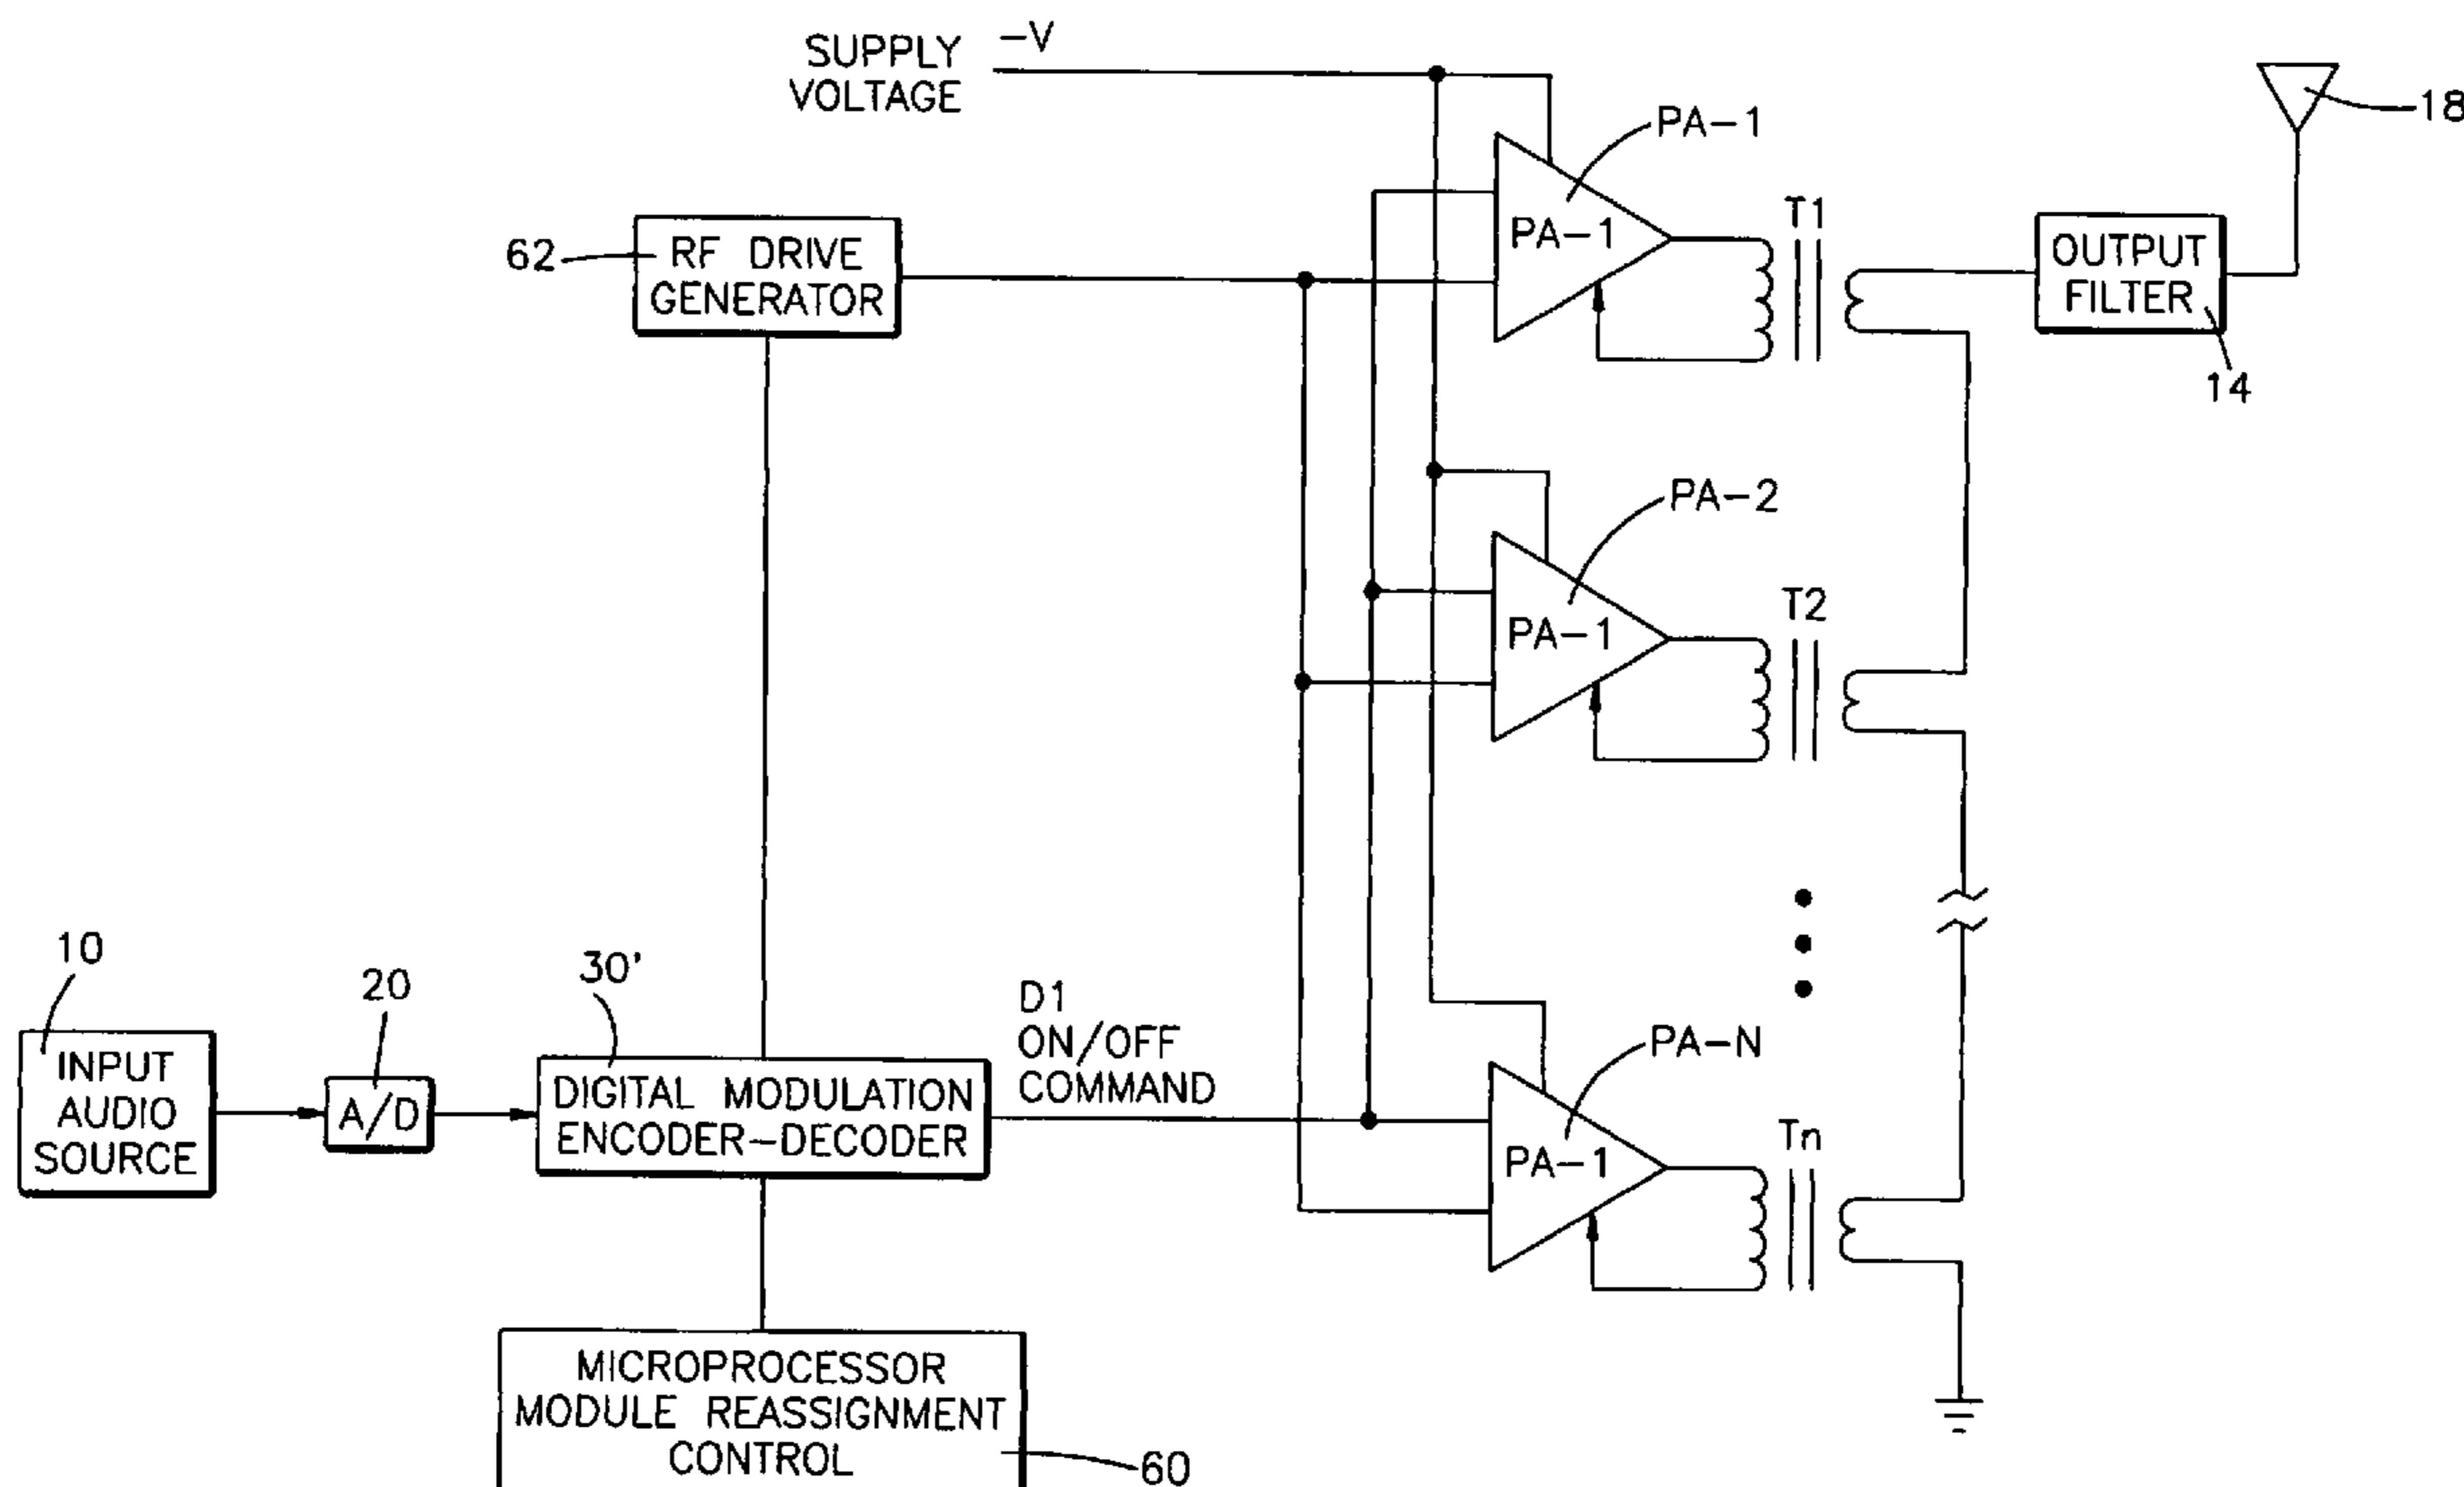 SUPPLY
VOLTAGE
-V
PA-1
18
PA-1
T1
62
RF DRIVE
GENERATOR
OUTPUT
FILTER
14
PA-2
T2
PA-1
10
20
30'
D1
ON/OFF
COMMAND
PA-N
INPUT
AUDIO
SOURCE
A/D
DIGITAL MODULATION
ENCODER-DECODER
PA-1
Tn
MICROPROCESSOR
MODULE REASSIGNMENT
CONTROL
60